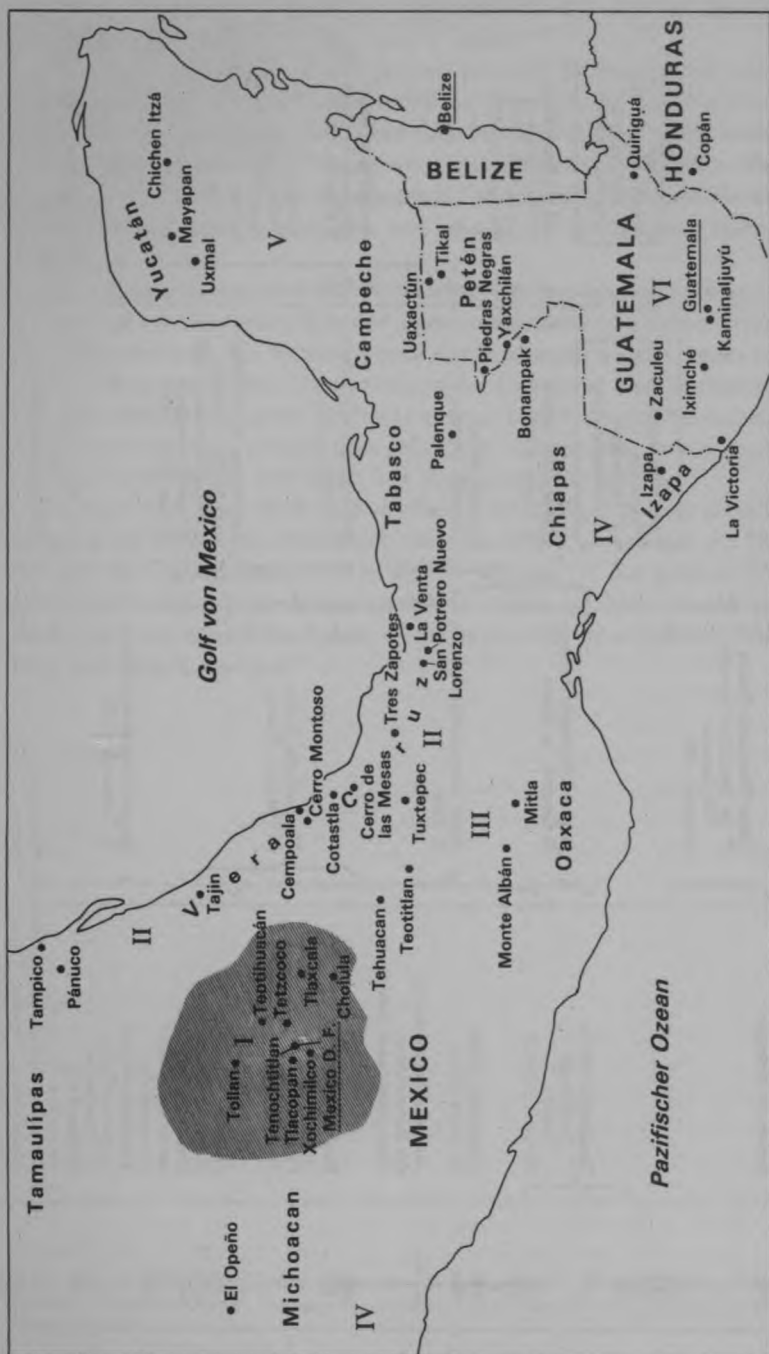 Tamaulipas
Tampico
Pánuco
II
Golf von Mexico
Yucatán
Chichen Itzá
Mayapan
Uxmal
V
El Opeño
Michoacan
IV
Tollan
I
Teotihuacán
Tenochtitlan
Tetzcoco
Tlacopan
Tlaxcala
Xochimilco
Mexico D. F.
Cholula
Vera C r u z
Tajin
Cempoala
Cerro Montoso
Cotastla
Cerro de
las Mesas
Tres Zapotes
II
Tehuacan
Teotitlan
Tuxtepec
La Venta
San Potrero Nuevo
Lorenzo
MEXICO
Tabasco
Campeche
Palenque
Uaxactún
Tikal
Petén
Piedras Negras
Yaxchilán
Bonampak
BELIZE
Belize
III
Monte Albán
Mitla
Oaxaca
Chiapas
IV
Izapa
Izapa
La Victoria
GUATEMALA
VI
Zaculeu
Iximché
Guatemala
Kaminaljuyú
Quiriguá
HONDURAS
Copán
Pazifischer Ozean